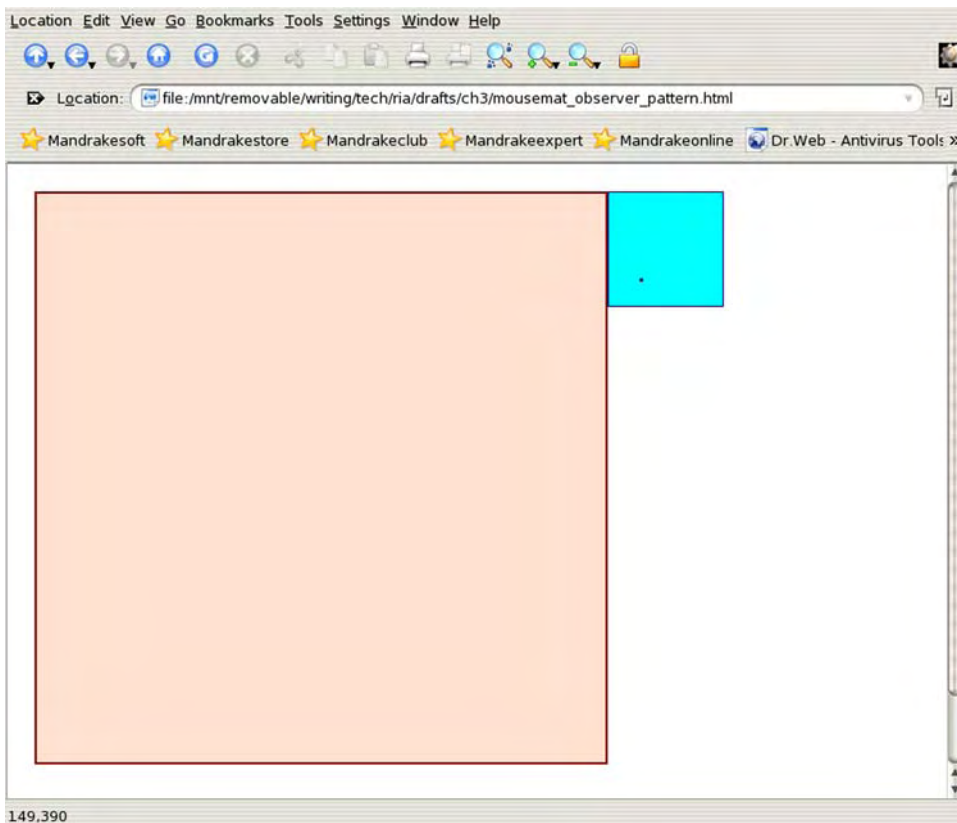 Location Edit View Go Bookmarks Tools Settings Window Help
Location: file:/mnt/removable/writing/tech/ria/drafts/ch3/mousemat_observer_pattern.html
Mandrakesoft Mandrakestore Mandrakeclub Mandrakeexpert Mandrakeonline Dr.Web - Antivirus Tools »
149,390